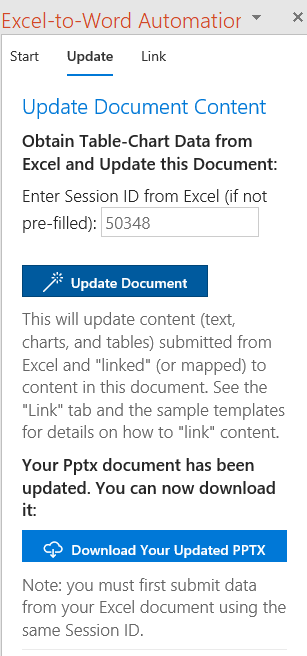 Excel-to-Word Automation
Start Update Link
Update Document Content
Obtain Table-Chart Data from
Excel and Update this Document:
Enter Session ID from Excel (if not
pre-filled): 50348
Update Document
This will update content (text,
charts, and tables) submitted from
Excel and "linked" (or mapped) to
content in this document. See the
"Link" tab and the sample templates
for details on how to "link" content.
Your Pptx document has been
updated. You can now download
it:
Download Your Updated PPTX
Note: you must first submit data
from your Excel document using the
same Session ID.